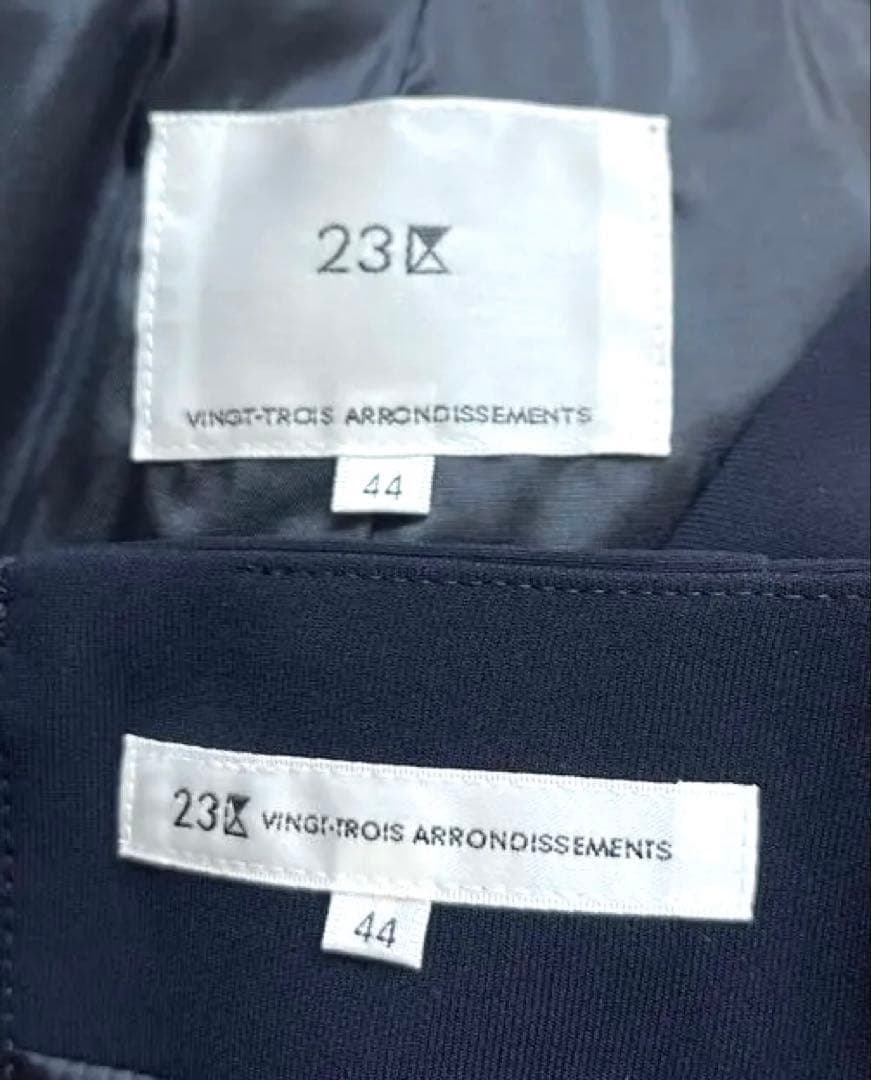 23区
VINGT-TROIS ARRONDISSEMENTS
44
23区 VINGT-TROIS ARRONDISSEMENTS
44